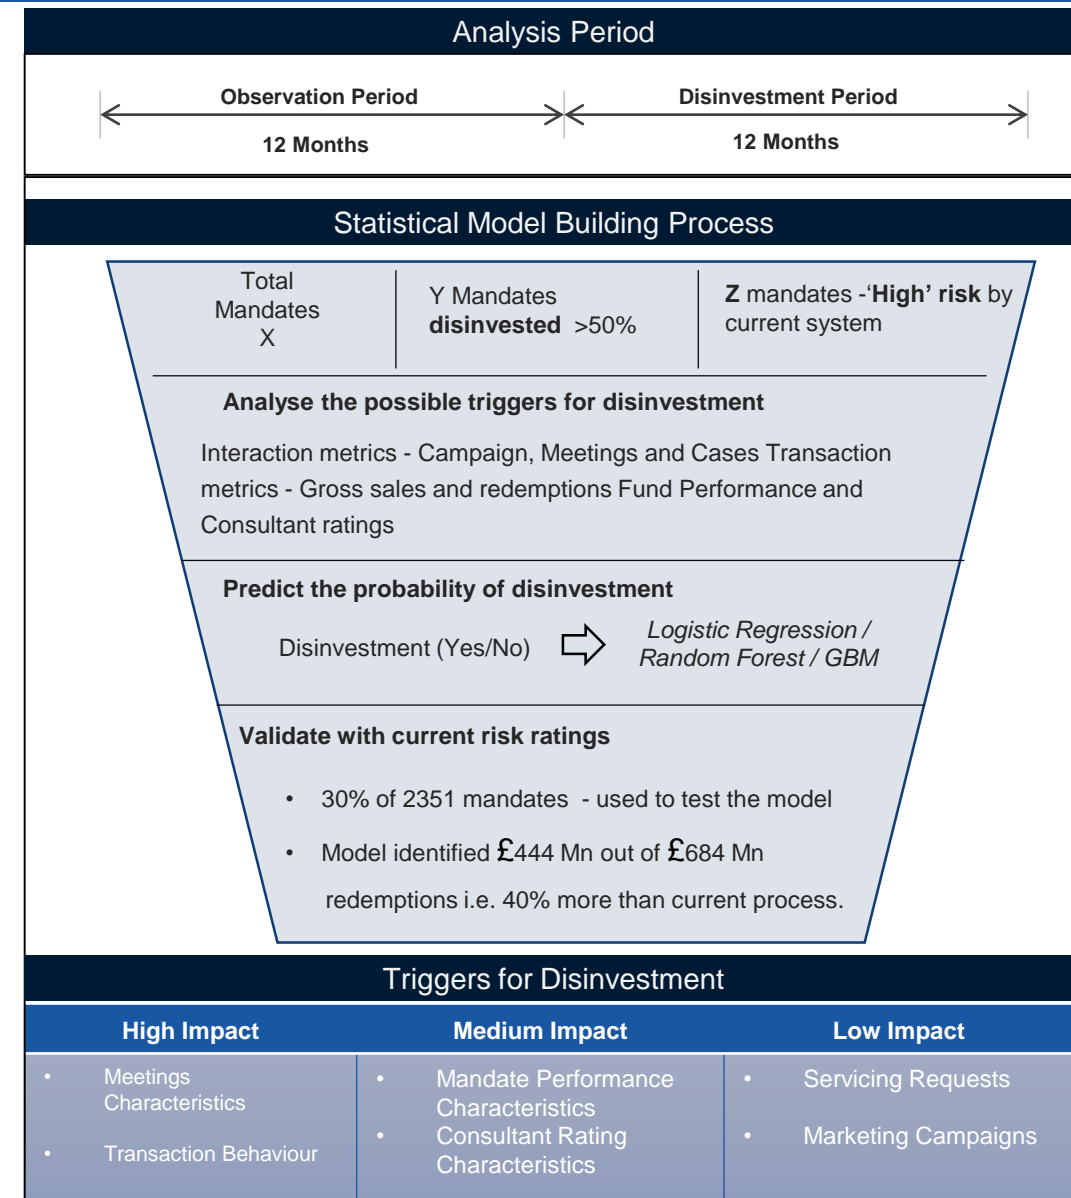 Analysis Period
Observation Period
Disinvestment Period
12 Months
12 Months
Statistical Model Building Process
Total
Mandates
X
Y Mandates
disinvested >50%
Z mandates -‘High’ risk by
current system
Analyse the possible triggers for disinvestment
Interaction metrics - Campaign, Meetings and Cases Transaction
metrics - Gross sales and redemptions Fund Performance and
Consultant ratings
Predict the probability of disinvestment
Disinvestment (Yes/No)
Logistic Regression /
Random Forest / GBM
Validate with current risk ratings
• 30% of 2351 mandates - used to test the model
• Model identified £444 Mn out of £684 Mn
redemptions i.e. 40% more than current process.
Triggers for Disinvestment
High Impact
Medium Impact
Low Impact
• Meetings
Characteristics
• Transaction Behaviour
• Mandate Performance
Characteristics
• Consultant Rating
Characteristics
• Servicing Requests
• Marketing Campaigns